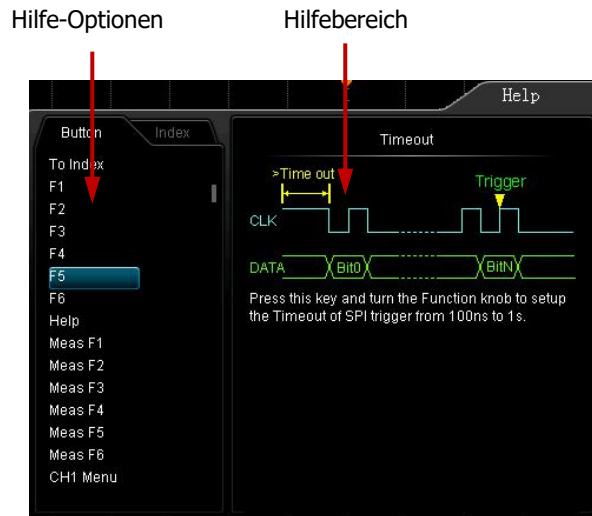 Hilfe-Optionen
Hilfebereich
Help
Button
Index
To Index
F1
F2
F3
F4
F5
F6
Help
Meas F1
Meas F2
Meas F3
Meas F4
Meas F5
Meas F6
CH1 Menu
Timeout
>Time out
Trigger
CLK
DATA
Bit0
BitN
Press this key and turn the Function knob to setup
the Timeout of SPI trigger from 100ns to 1s.